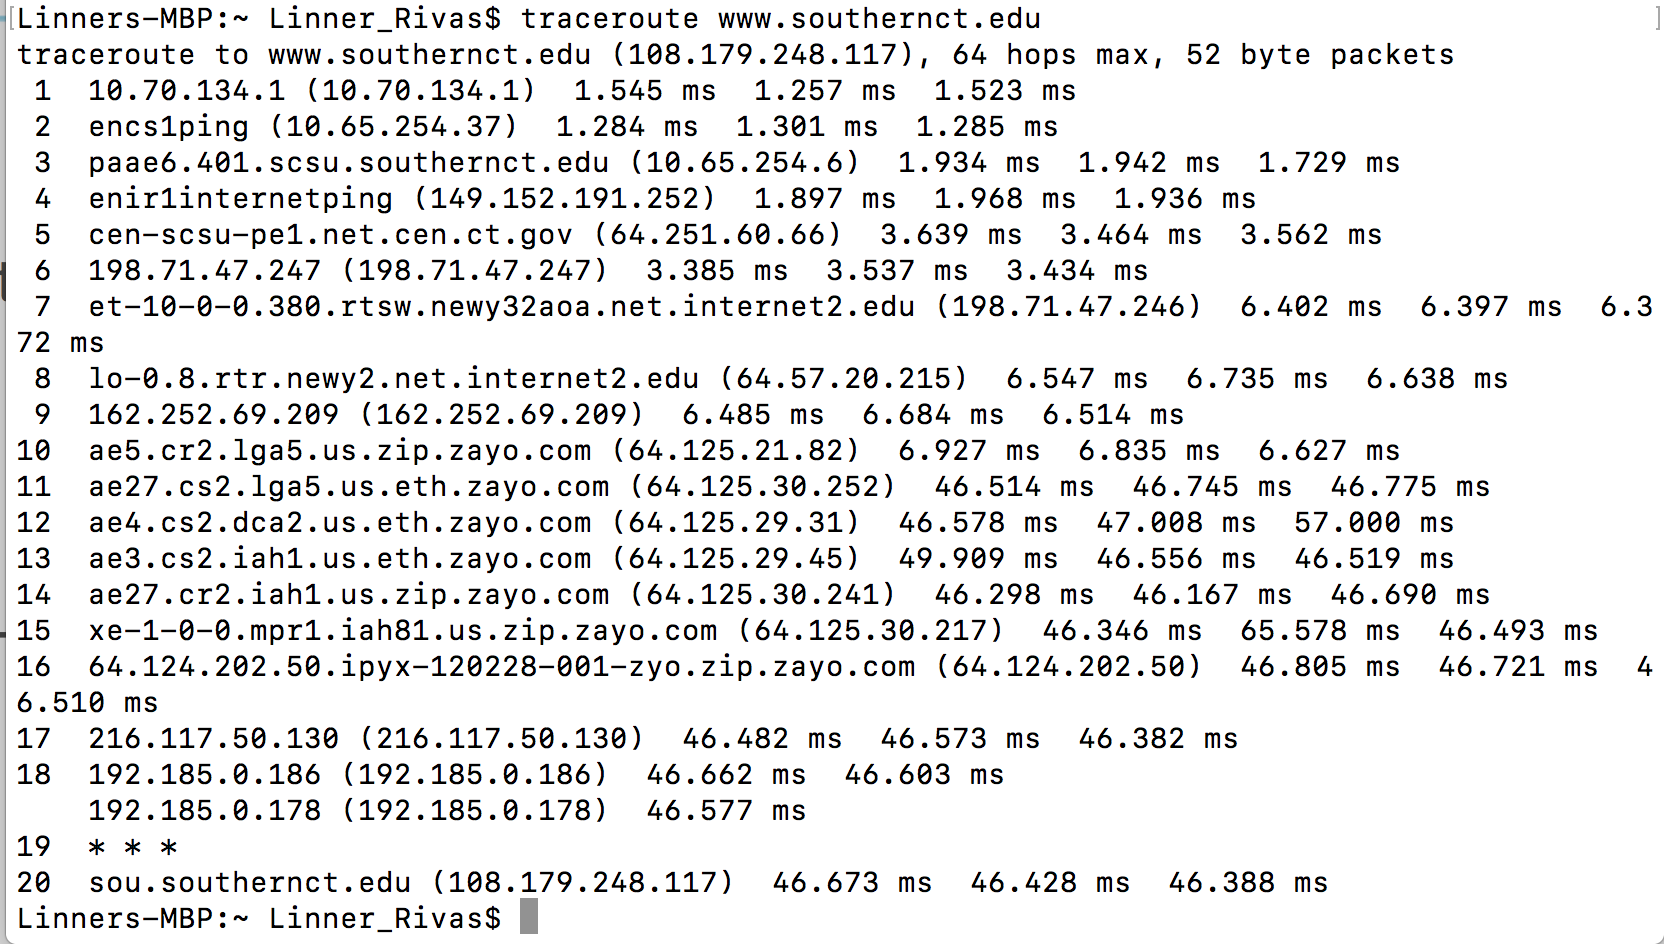 [Linners-MBP:~ Linner_Rivas$ traceroute www.southernct.edu ]
traceroute to www.southernct.edu (108.179.248.117), 64 hops max, 52 byte packets
 1  10.70.134.1 (10.70.134.1)  1.545 ms  1.257 ms  1.523 ms
 2  encs1ping (10.65.254.37)  1.284 ms  1.301 ms  1.285 ms
 3  paae6.401.scsu.southernct.edu (10.65.254.6)  1.934 ms  1.942 ms  1.729 ms
 4  enir1internetping (149.152.191.252)  1.897 ms  1.968 ms  1.936 ms
 5  cen-scsu-pe1.net.cen.ct.gov (64.251.60.66)  3.639 ms  3.464 ms  3.562 ms
 6  198.71.47.247 (198.71.47.247)  3.385 ms  3.537 ms  3.434 ms
 7  et-10-0-0.380.rtsw.newy32aoa.net.internet2.edu (198.71.47.246)  6.402 ms  6.397 ms  6.3
72 ms
 8  lo-0.8.rtr.newy2.net.internet2.edu (64.57.20.215)  6.547 ms  6.735 ms  6.638 ms
 9  162.252.69.209 (162.252.69.209)  6.485 ms  6.684 ms  6.514 ms
10  ae5.cr2.lga5.us.zip.zayo.com (64.125.21.82)  6.927 ms  6.835 ms  6.627 ms
11  ae27.cs2.lga5.us.eth.zayo.com (64.125.30.252)  46.514 ms  46.745 ms  46.775 ms
12  ae4.cs2.dca2.us.eth.zayo.com (64.125.29.31)  46.578 ms  47.008 ms  57.000 ms
13  ae3.cs2.iah1.us.eth.zayo.com (64.125.29.45)  49.909 ms  46.556 ms  46.519 ms
14  ae27.cr2.iah1.us.zip.zayo.com (64.125.30.241)  46.298 ms  46.167 ms  46.690 ms
15  xe-1-0-0.mpr1.iah81.us.zip.zayo.com (64.125.30.217)  46.346 ms  65.578 ms  46.493 ms
16  64.124.202.50.ipyx-120228-001-zyo.zip.zayo.com (64.124.202.50)  46.805 ms  46.721 ms  4
6.510 ms
17  216.117.50.130 (216.117.50.130)  46.482 ms  46.573 ms  46.382 ms
18  192.185.0.186 (192.185.0.186)  46.662 ms  46.603 ms
    192.185.0.178 (192.185.0.178)  46.577 ms
19  * * *
20  sou.southernct.edu (108.179.248.117)  46.673 ms  46.428 ms  46.388 ms
Linners-MBP:~ Linner_Rivas$